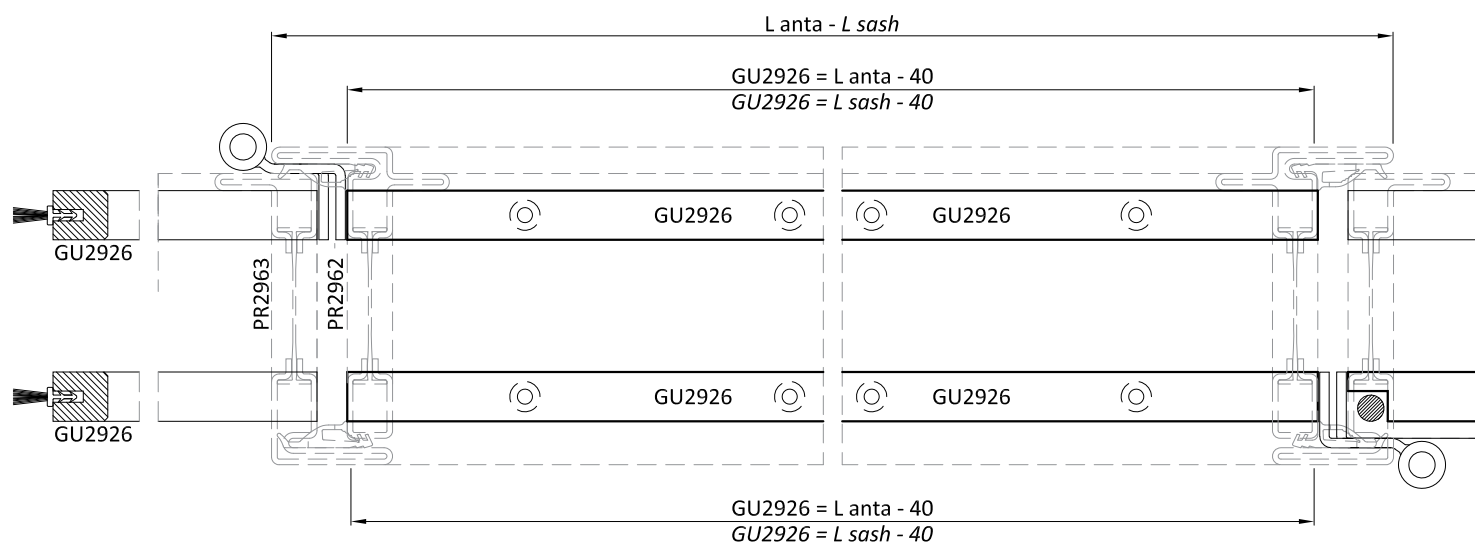 L anta - L sash
GU2926 = L anta - 40
GU2926 = L sash - 40
GU2926 GU2926
GU2926
PR2963
PR2962
GU2926 GU2926
GU2926
GU2926 = L anta - 40
GU2926 = L sash - 40